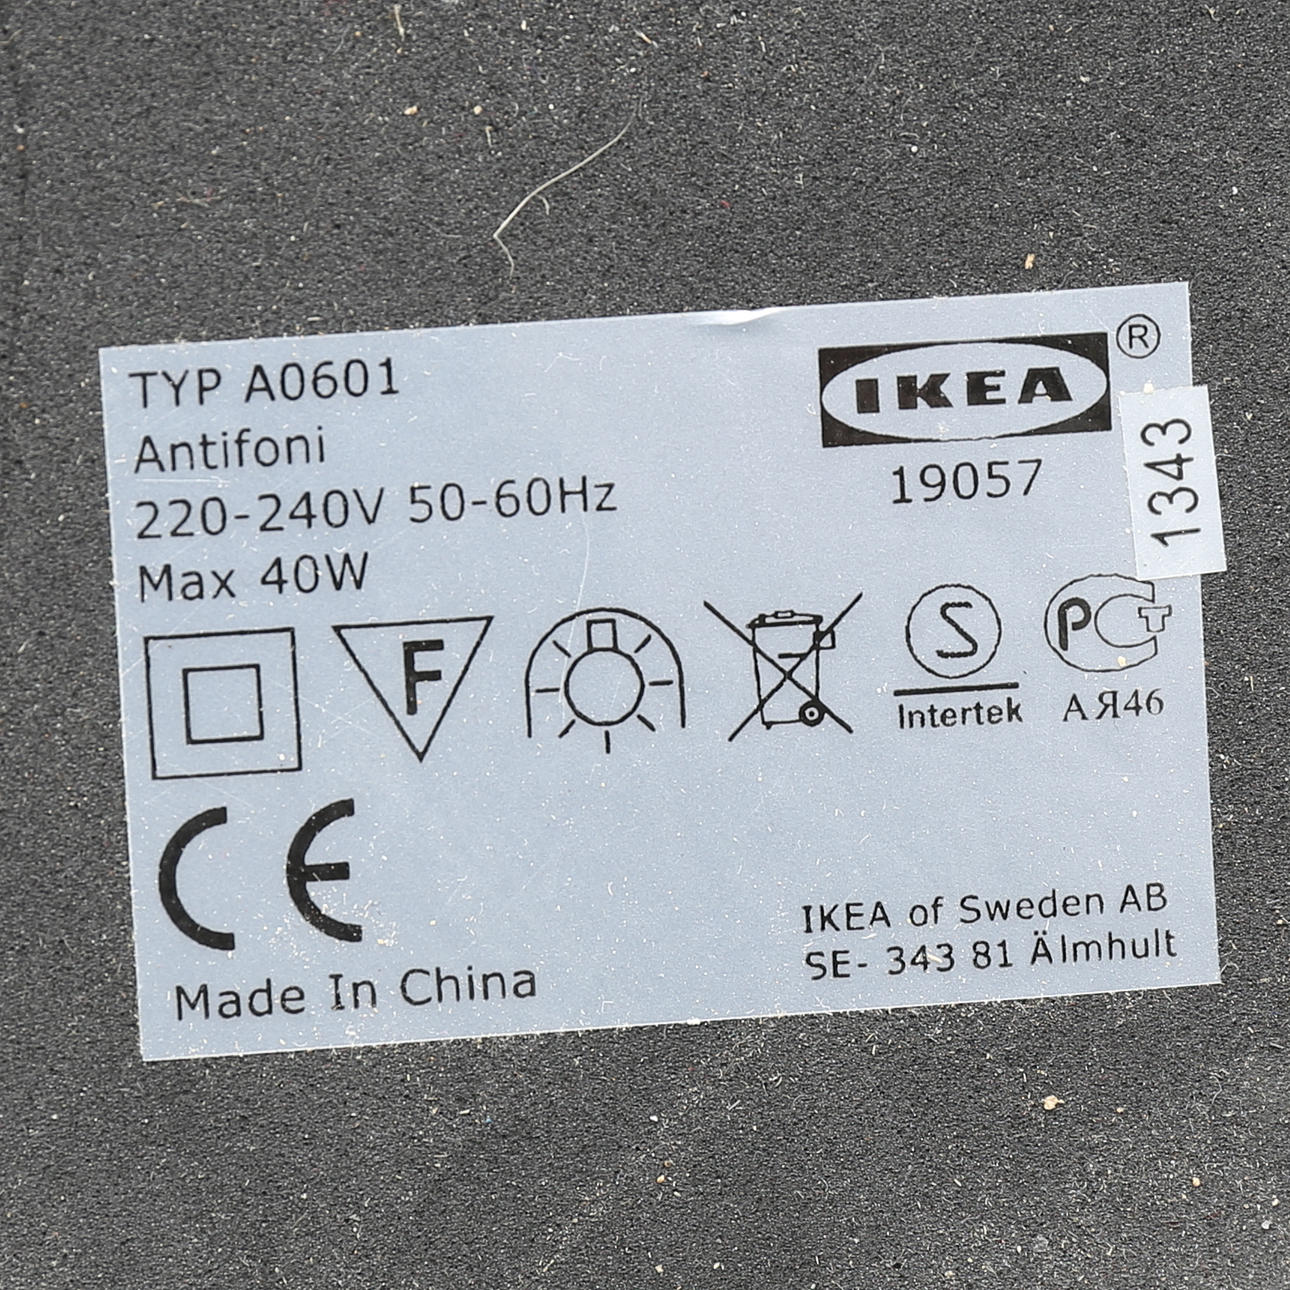 TYP A0601
Antifoni
220-240V 50-60Hz
Max 40W
IKEA ®
19057
1343
F
S
Intertek
PCT
АЯ46
CE
Made In China
IKEA of Sweden AB
SE- 343 81 Älmhult